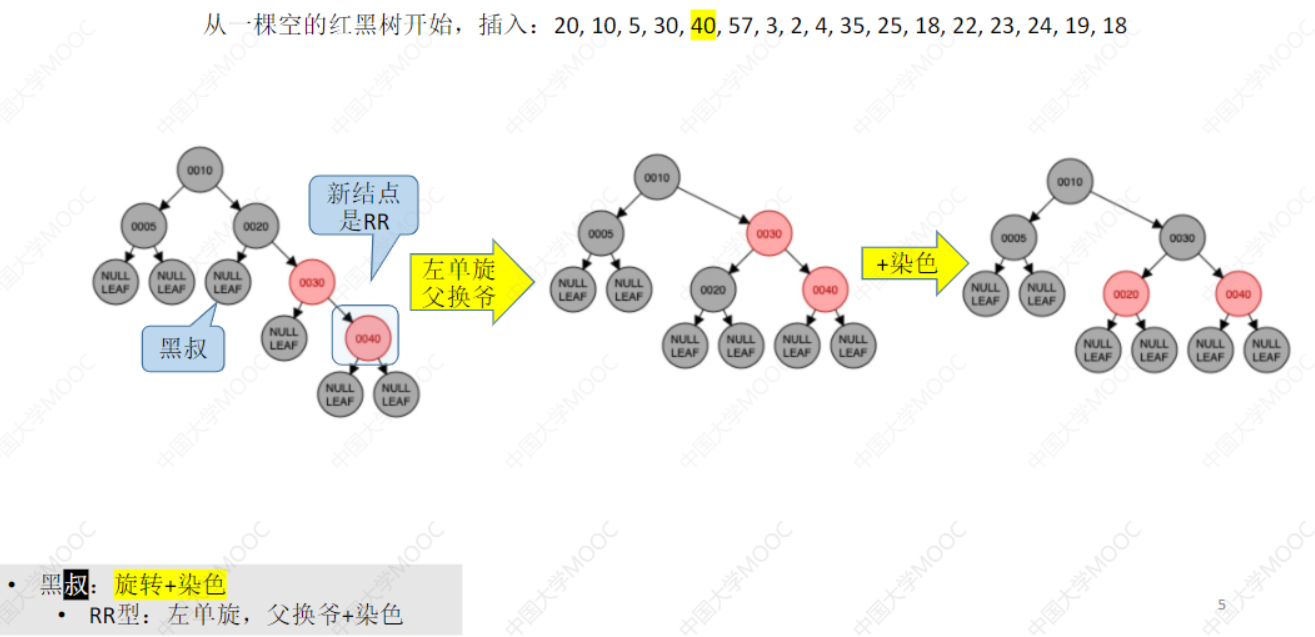 从一棵空的红黑树开始，插入：20, 10, 5, 30, 40, 57, 3, 2, 4, 35, 25, 18, 22, 23, 24, 19, 18
0010
0005
0020
NULL
LEAF
NULL
LEAF
NULL
LEAF
0030
NULL
LEAF
0040
NULL
LEAF
NULL
LEAF
新结点
是RR
黑叔
左单旋
父换爷
0010
0005
0030
NULL
LEAF
NULL
LEAF
0020
0040
NULL
LEAF
NULL
LEAF
NULL
LEAF
NULL
LEAF
+染色
0010
0005
0030
NULL
LEAF
NULL
LEAF
0020
0040
NULL
LEAF
NULL
LEAF
NULL
LEAF
NULL
LEAF
• 黑叔：旋转+染色
• RR型：左单旋，父换爷+染色
5
中国大学MOOC